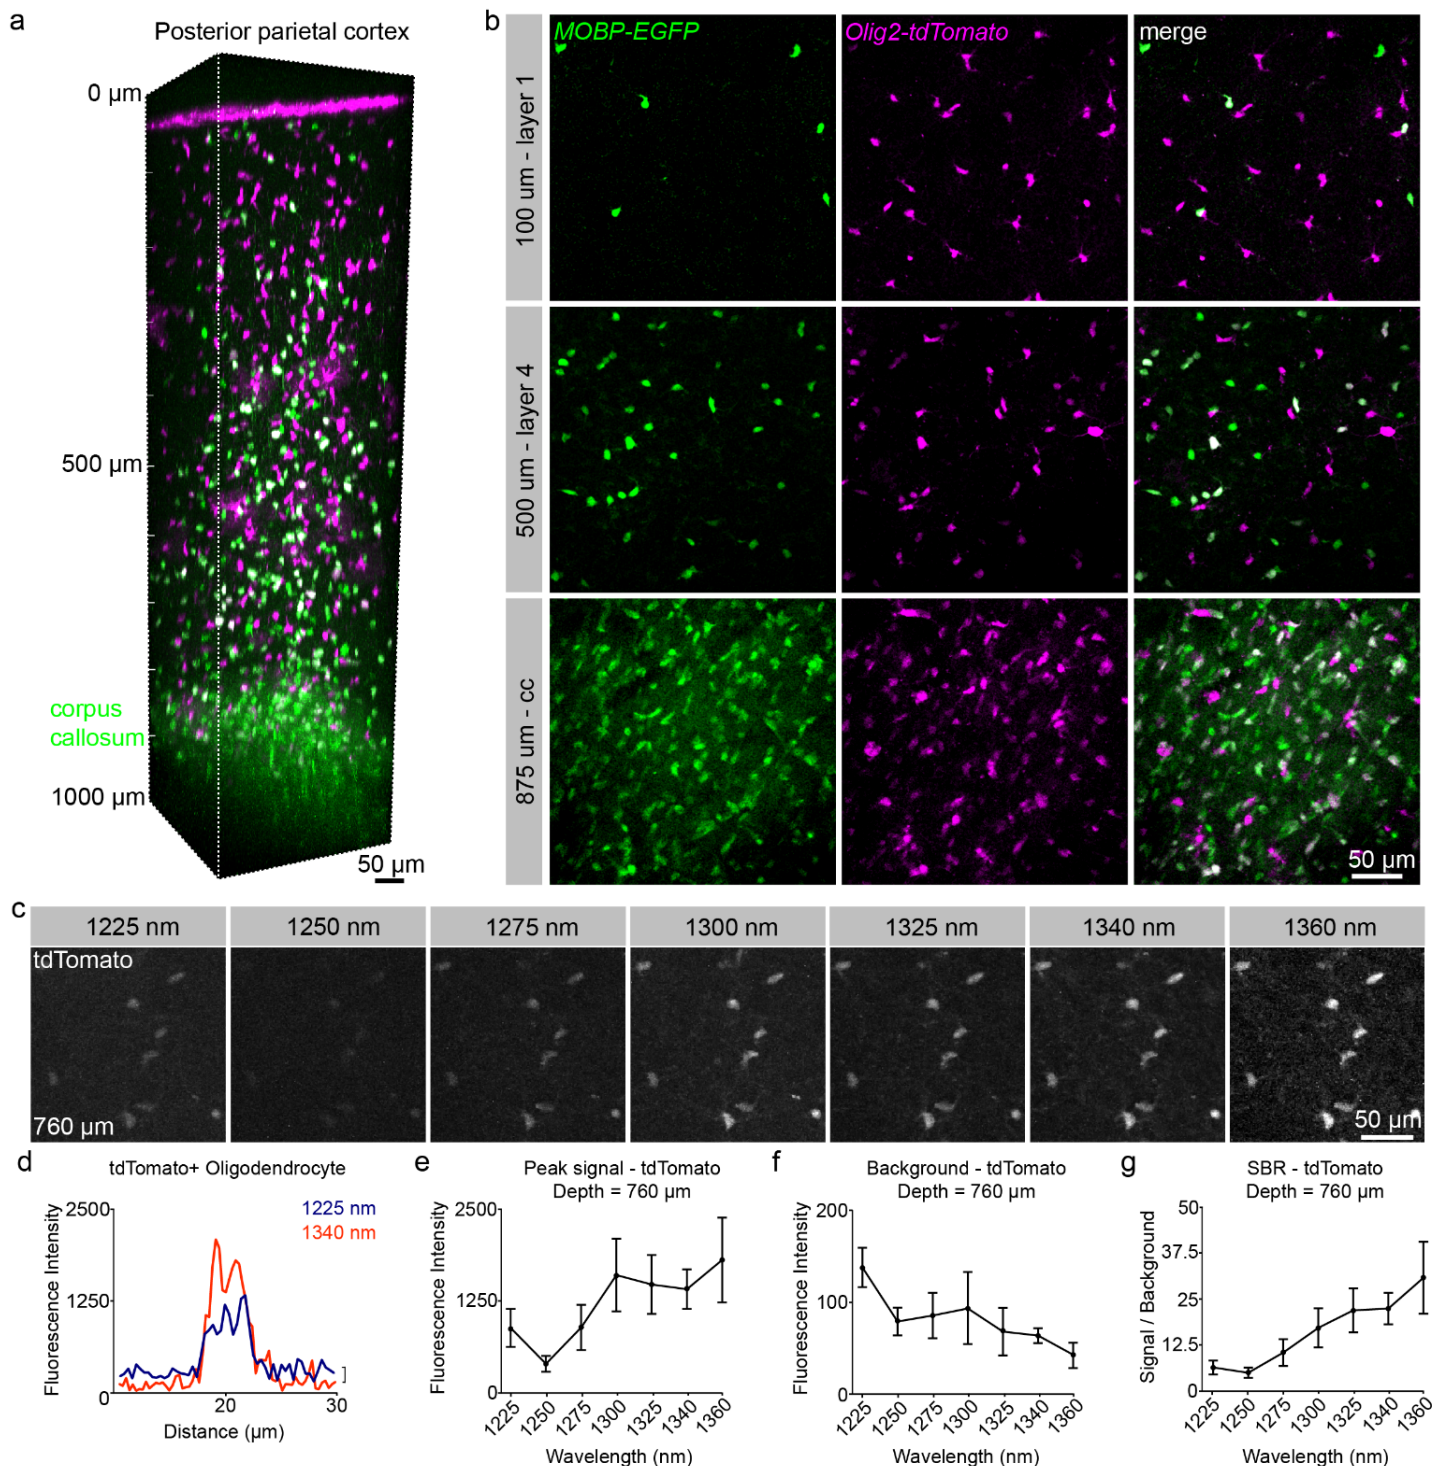 a
Posterior parietal cortex
0 µm
500 µm
corpus
callosum
1000 µm
50 µm
b
MOBP-EGFP
Olig2-tdTomato
merge
100 um - layer 1
500 um - layer 4
875 um - cc
50 µm
c
1225 nm
1250 nm
1275 nm
1300 nm
1325 nm
1340 nm
1360 nm
tdTomato
760 µm
50 µm
d
tdTomato+ Oligodendrocyte
1225 nm
1340 nm
Fluorescence Intensity
2500
1250
0
20
30
Distance (µm)
e
Peak signal - tdTomato
Depth = 760 µm
Fluorescence Intensity
2500
1250
0
1225
1250
1275
1300
1325
1340
1360
Wavelength (nm)
f
Background - tdTomato
Depth = 760 µm
Fluorescence Intensity
200
100
0
1225
1250
1275
1300
1325
1340
1360
Wavelength (nm)
g
SBR - tdTomato
Depth = 760 µm
Signal / Background
50
37.5
25
12.5
0
1225
1250
1275
1300
1325
1340
1360
Wavelength (nm)